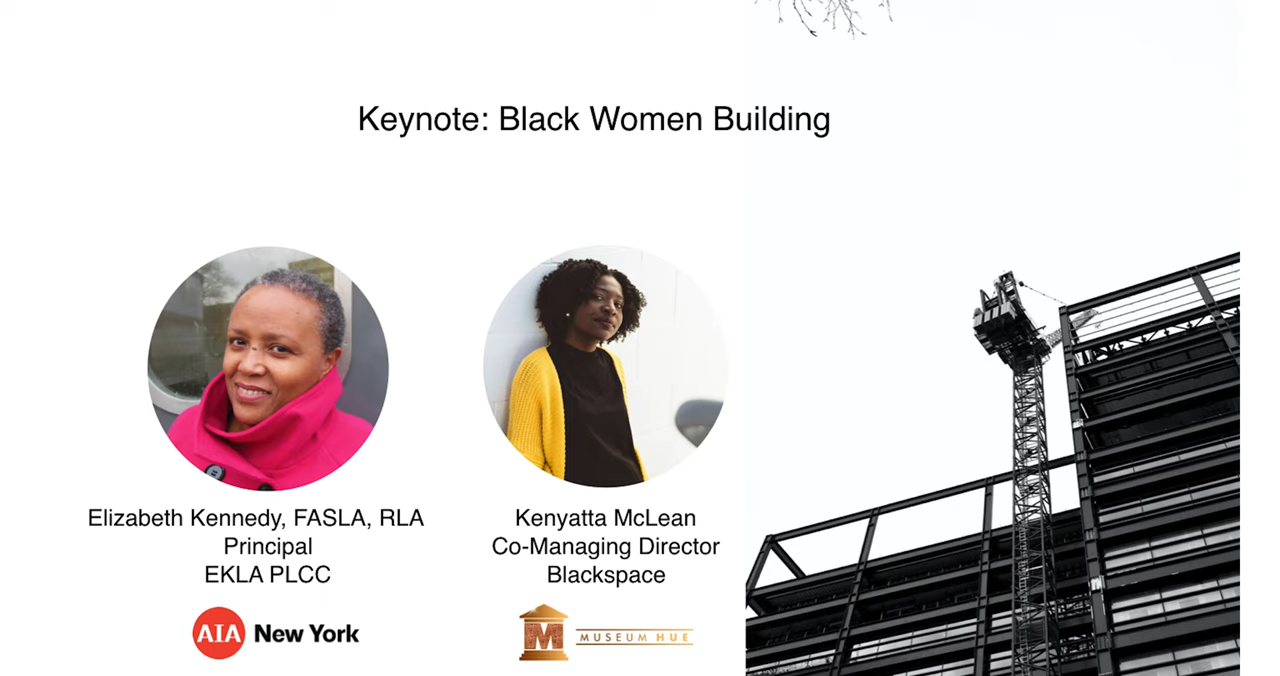 Keynote: Black Women Building
Elizabeth Kennedy, FASLA, RLA
Principal
EKLA PLCC
Kenyatta McLean
Co-Managing Director
Blackspace
AIA New York
M MUSEUM HUE